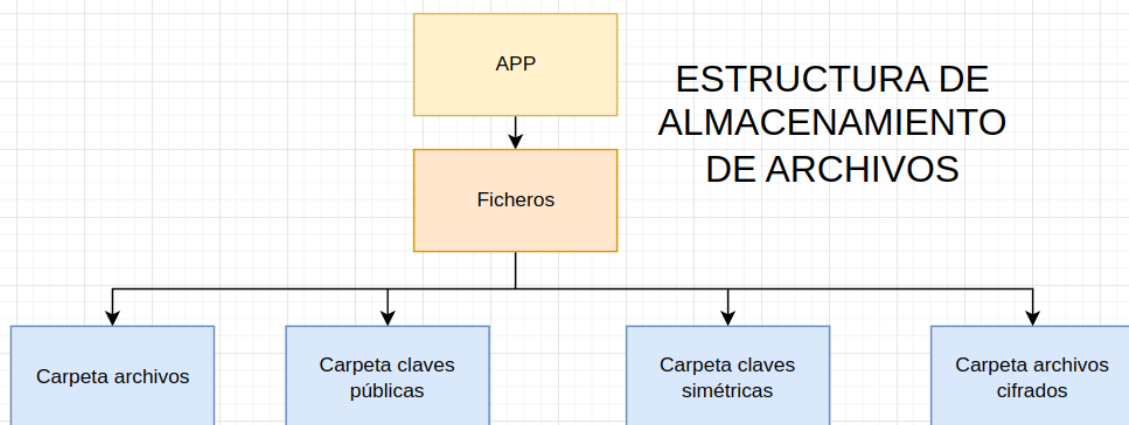 APP
ESTRUCTURA DE
ALMACENAMIENTO
DE ARCHIVOS
Ficheros
Carpeta archivos
Carpeta claves
públicas
Carpeta claves
simétricas
Carpeta archivos
cifrados